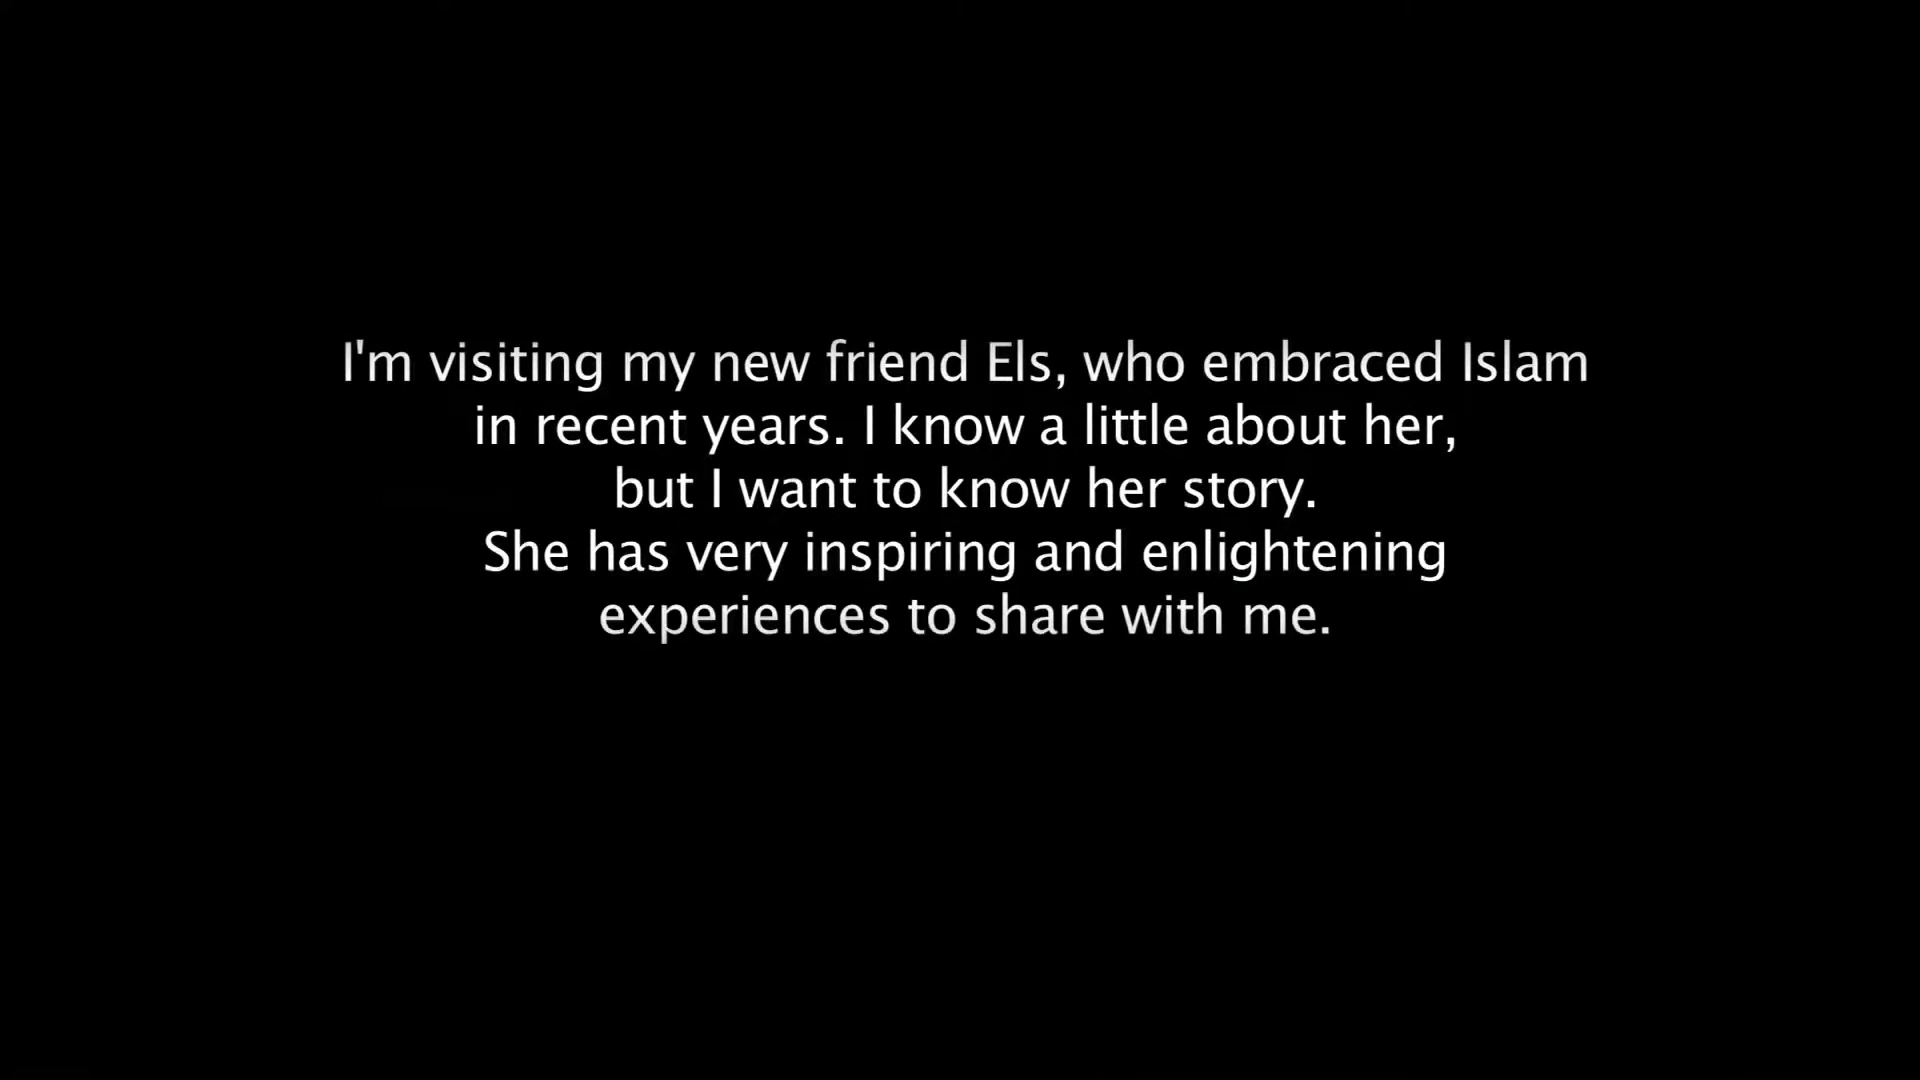 I'm visiting my new friend Els, who embraced Islam
in recent years. I know a little about her,
but I want to know her story.
She has very inspiring and enlightening
experiences to share with me.